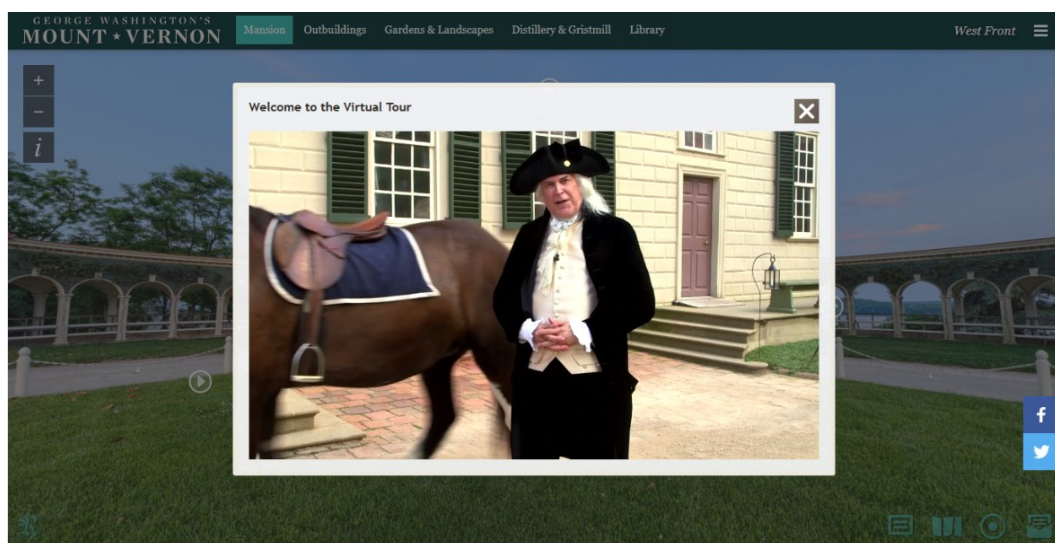 GEORGE WASHINGTON'S
MOUNT ★ VERNON
Mansion Outbuildings Gardens & Landscapes Distillery & Gristmill Library West Front
+
−
i
Welcome to the Virtual Tour